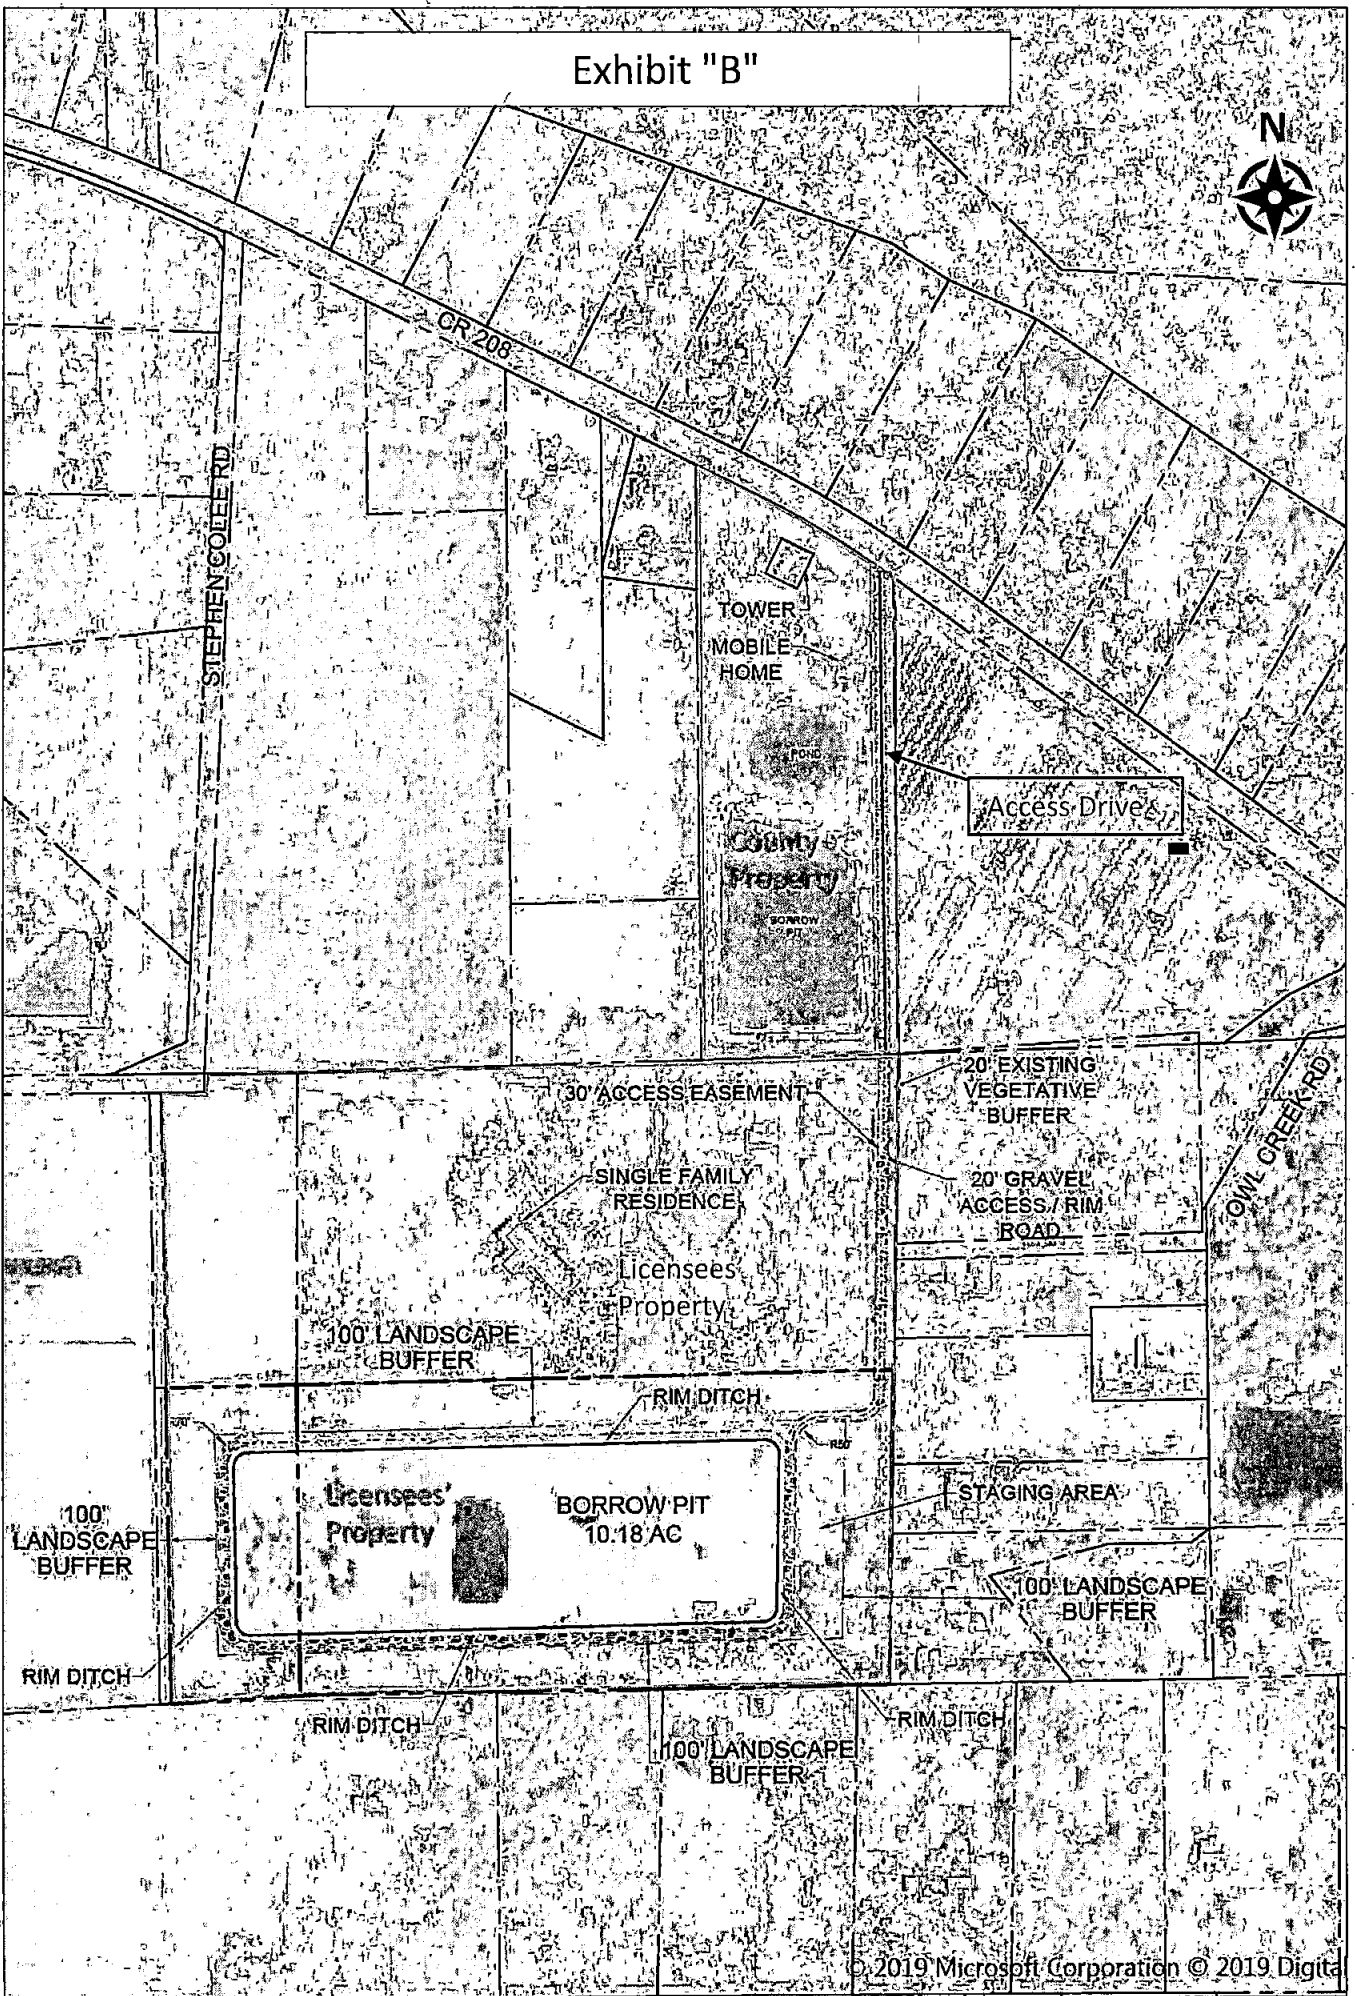 Exhibit "B"
N
CR 208
STEPHEN COLEE RD
TOWER
MOBILE
HOME
POND
Access Drive
County
Property
BORROW
PIT
30' ACCESS EASEMENT
20' EXISTING
VEGETATIVE
BUFFER
OWL CREEK RD
SINGLE FAMILY
RESIDENCE
20' GRAVEL
ACCESS / RIM
ROAD
Licensees
Property
100' LANDSCAPE
BUFFER
RIM DITCH
R50'
Licensees'
Property
BORROW PIT
10.18 AC
STAGING AREA
100'
LANDSCAPE
BUFFER
100' LANDSCAPE
BUFFER
RIM DITCH
RIM DITCH
RIM DITCH
100' LANDSCAPE
BUFFER
© 2019 Microsoft Corporation © 2019 Digital